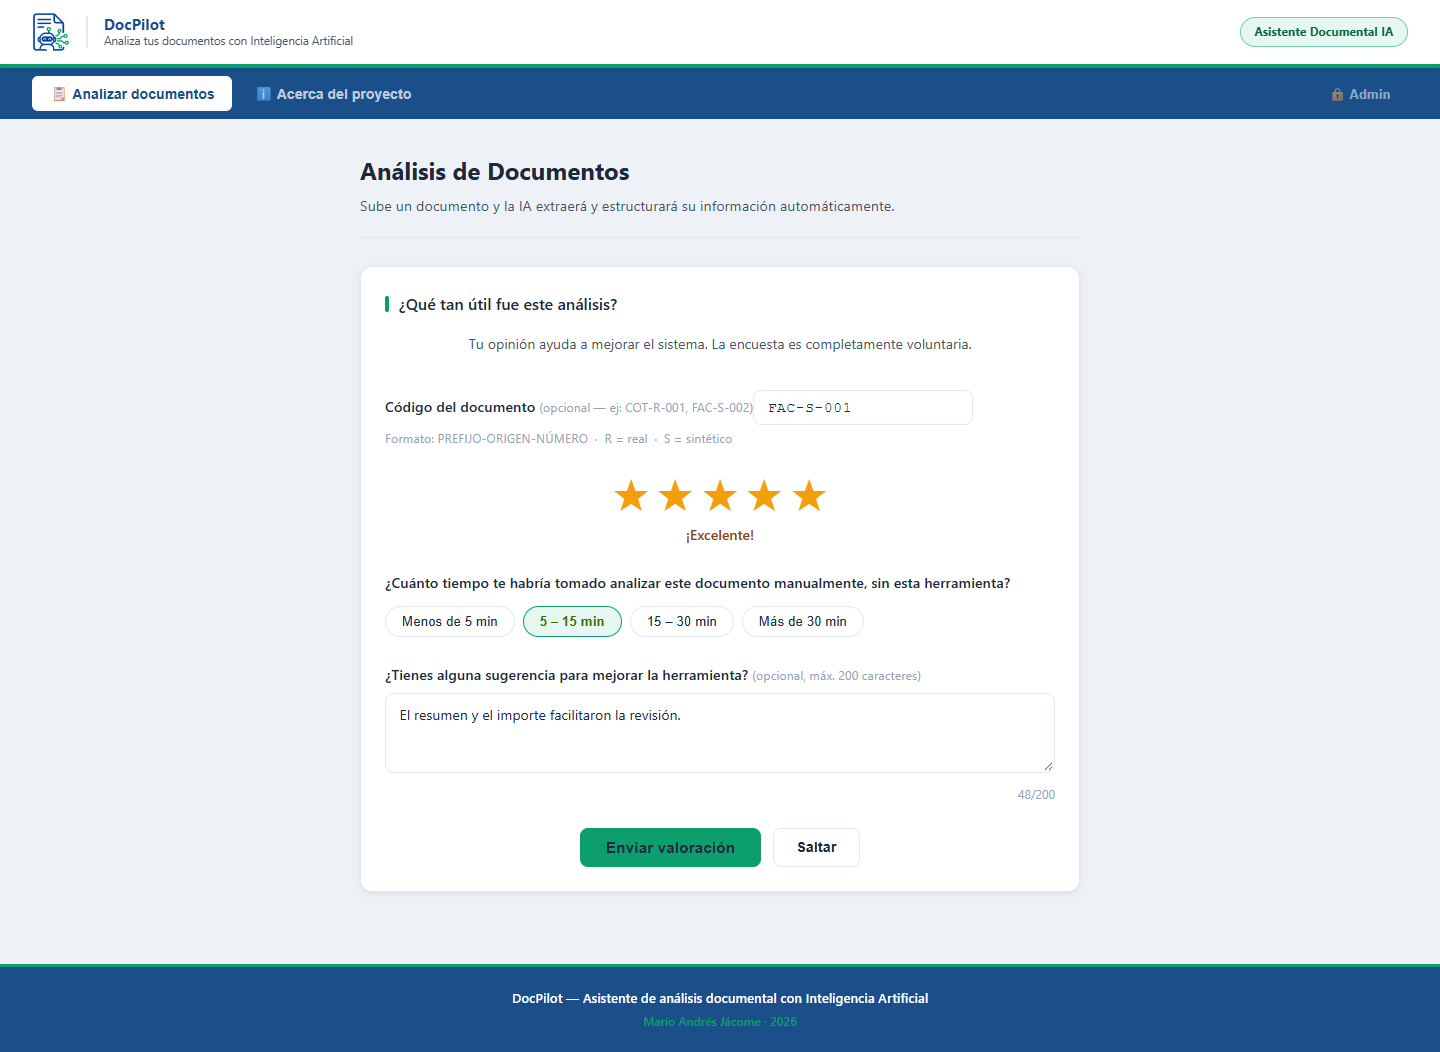 DocPilot
Analiza tus documentos con Inteligencia Artificial
Asistente Documental IA
Analizar documentos
Acerca del proyecto
Admin
Análisis de Documentos
Sube un documento y la IA extraerá y estructurará su información automáticamente.
¿Qué tan útil fue este análisis?
Tu opinión ayuda a mejorar el sistema. La encuesta es completamente voluntaria.
Código del documento (opcional — ej: COT-R-001, FAC-S-002) FAC-S-001
Formato: PREFIJO-ORIGEN-NÚMERO · R = real · S = sintético
¡Excelente!
¿Cuánto tiempo te habría tomado analizar este documento manualmente, sin esta herramienta?
Menos de 5 min 5 – 15 min 15 – 30 min Más de 30 min
¿Tienes alguna sugerencia para mejorar la herramienta? (opcional, máx. 200 caracteres)
El resumen y el importe facilitaron la revisión.
48/200
Enviar valoración Saltar
DocPilot — Asistente de análisis documental con Inteligencia Artificial
Mario Andrés Jácome · 2026